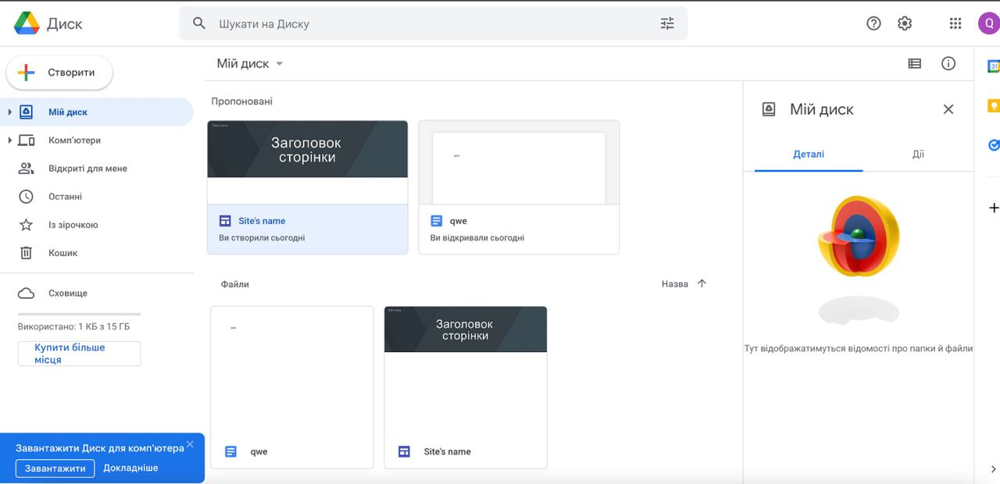 Диск
Шукати на Диску
Q
Створити
Мій диск
31
Мій диск
Комп'ютери
Відкриті для мене
Останні
Із зірочкою
Кошик
Сховище
Використано: 1 КБ з 15 ГБ
Купити більше
місця
Завантажити Диск для комп'ютера
Завантажити
Докладніше
Пропоновані
Заголовок
сторінки
Site's name
Ви створили сьогодні
qwe
Ви відкривали сьогодні
Файли
Назва
qwe
Заголовок
сторінки
Site's name
Мій диск
Деталі
Дії
Тут відображатимуться відомості про папки й файли